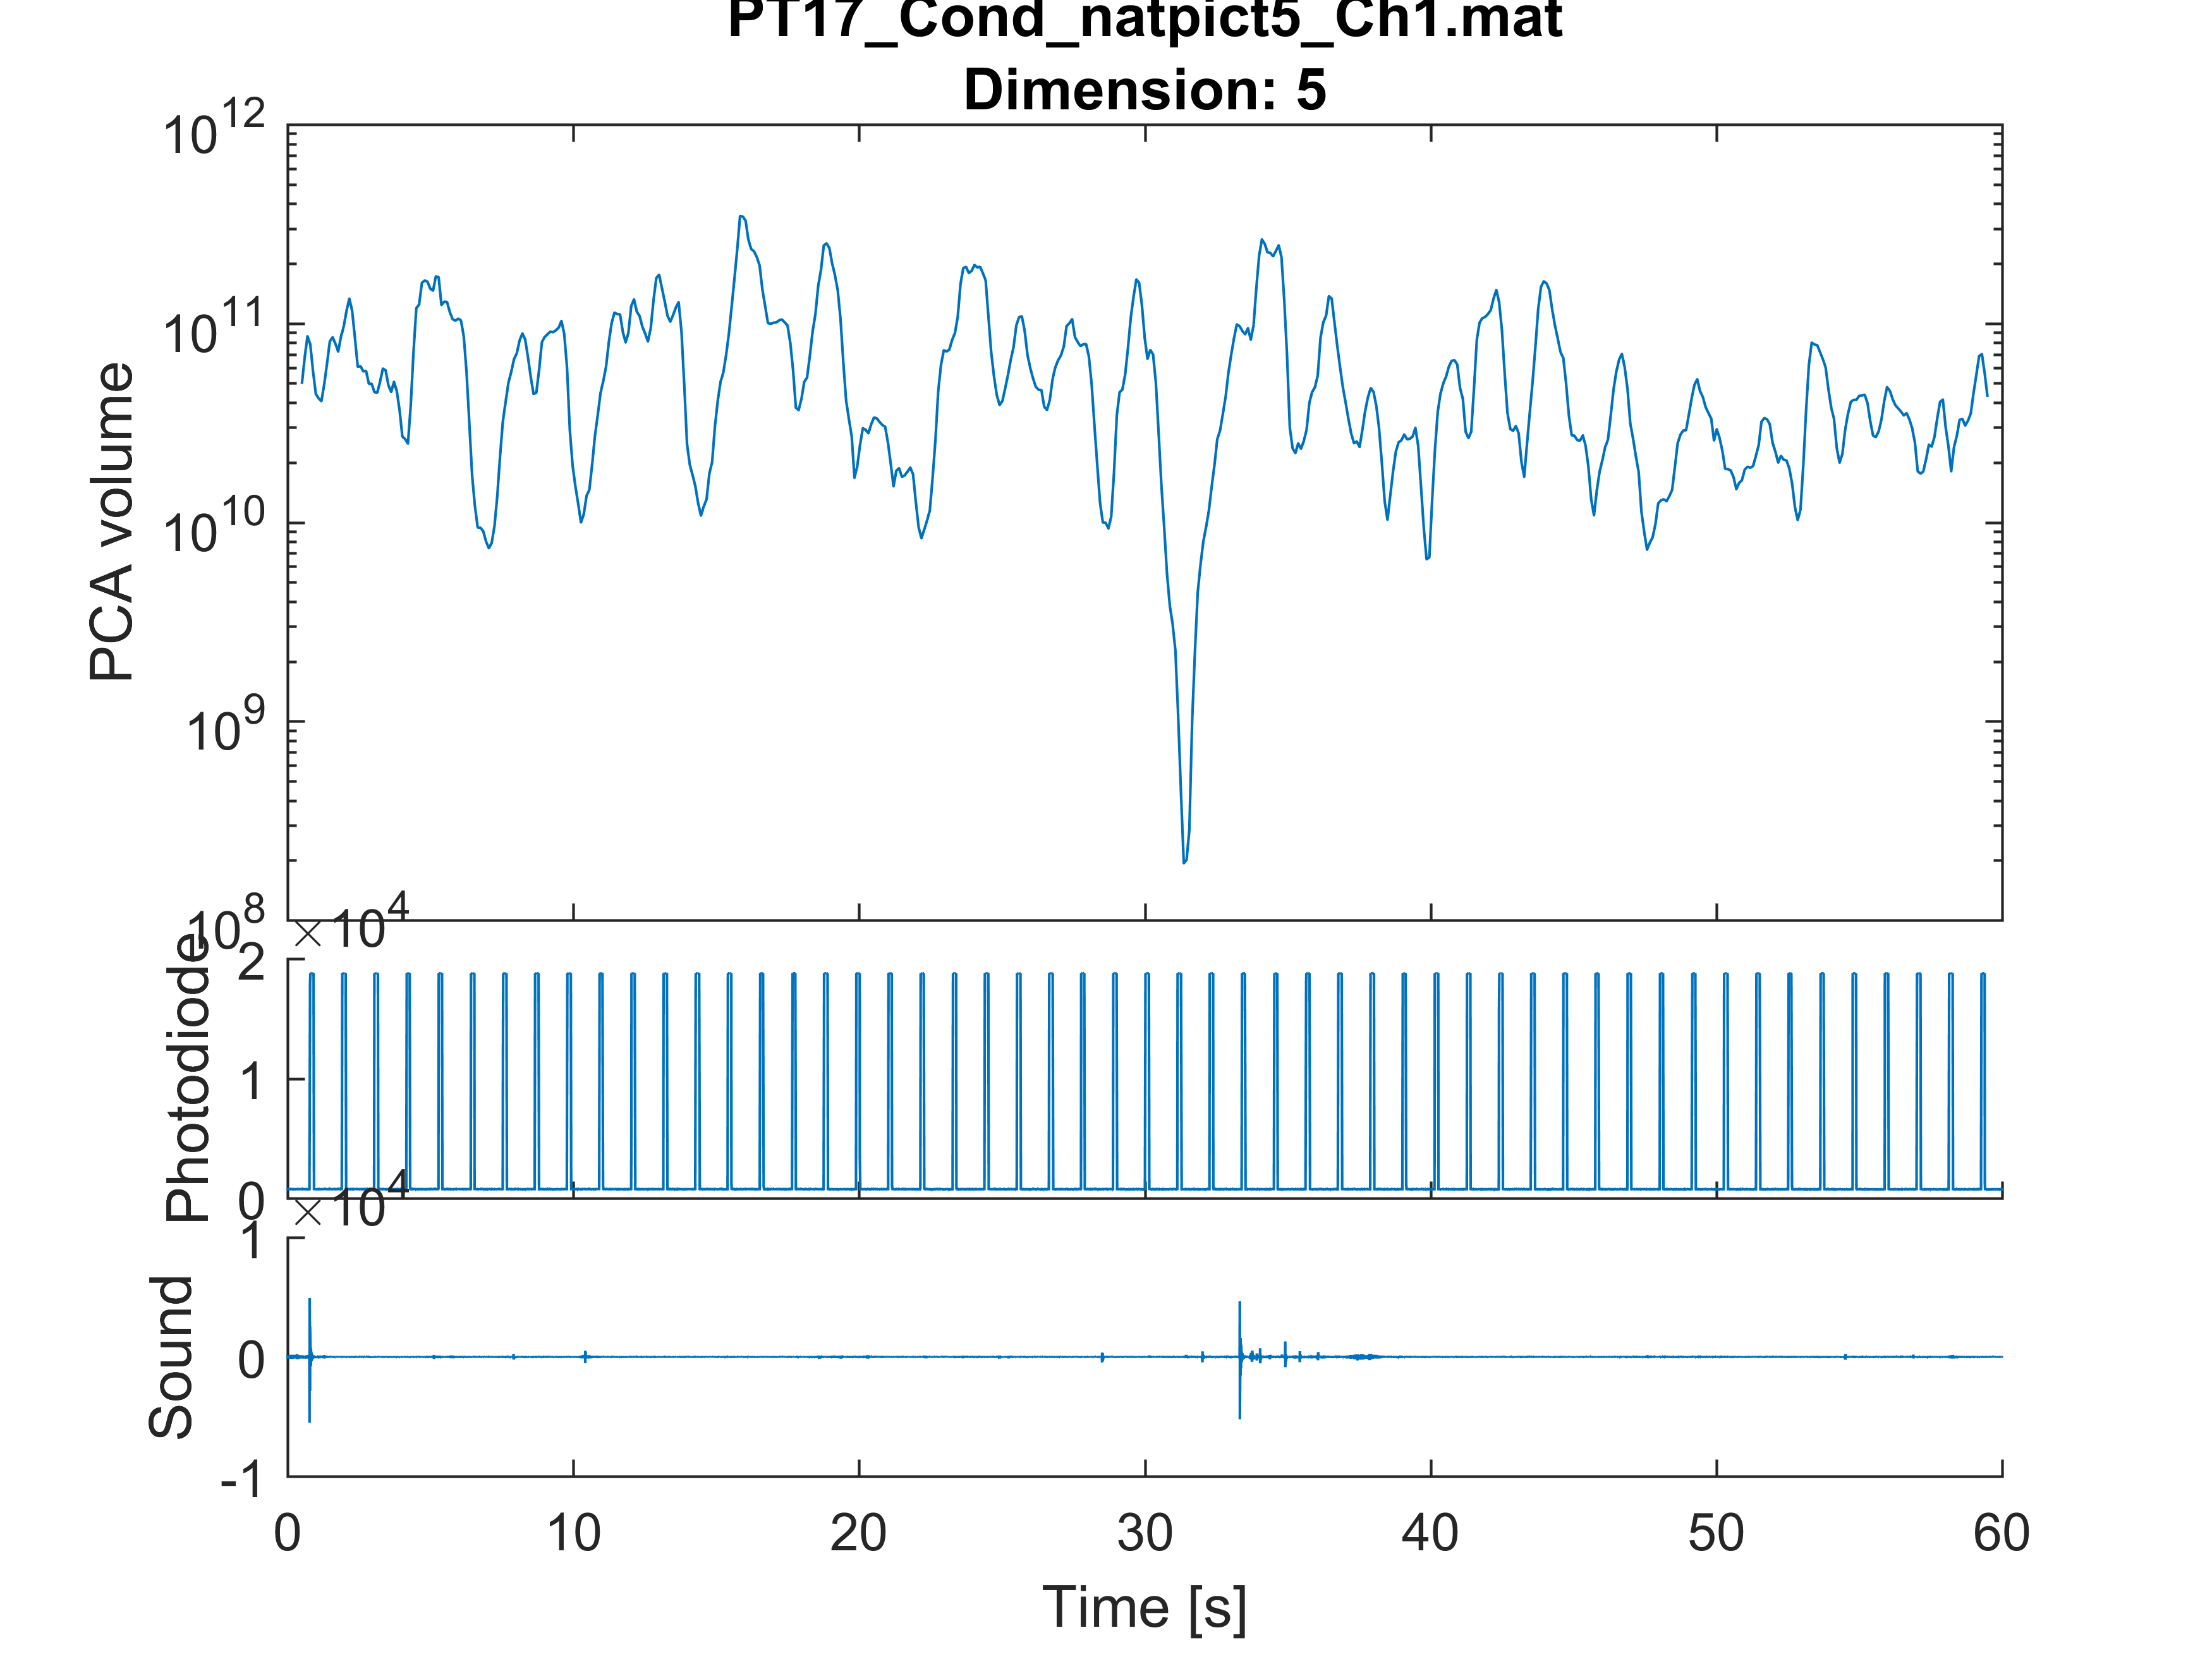 PT17_Cond_natpict5_Ch1.mat
Dimension: 5
10^12
10^11
10^10
10^9
10^8
PCA volume
× 10^4
2
1
0
Photodiode
× 10^4
1
0
-1
Sound
0 10 20 30 40 50 60
Time [s]